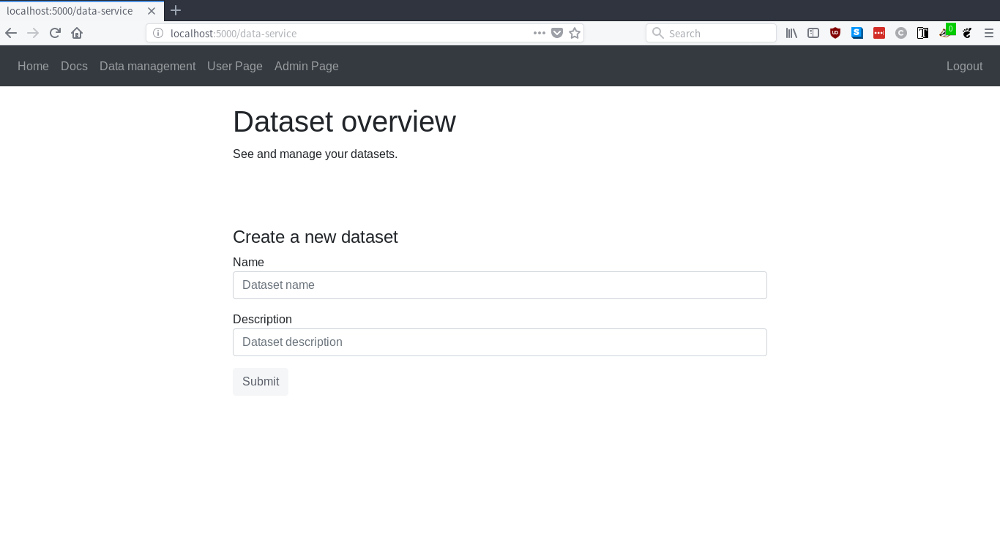 localhost:5000/data-service
localhost:5000/data-service
Search
0
Home Docs Data management User Page Admin Page Logout
Dataset overview
See and manage your datasets.
Create a new dataset
Name
Dataset name
Description
Dataset description
Submit